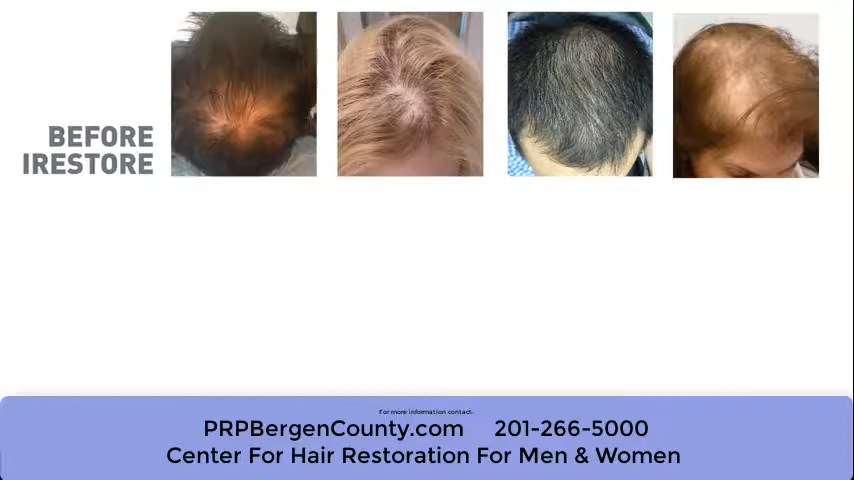 BEFORE
IRESTORE
For more information contact:
PRPBergenCounty.com 201-266-5000
Center For Hair Restoration For Men & Women